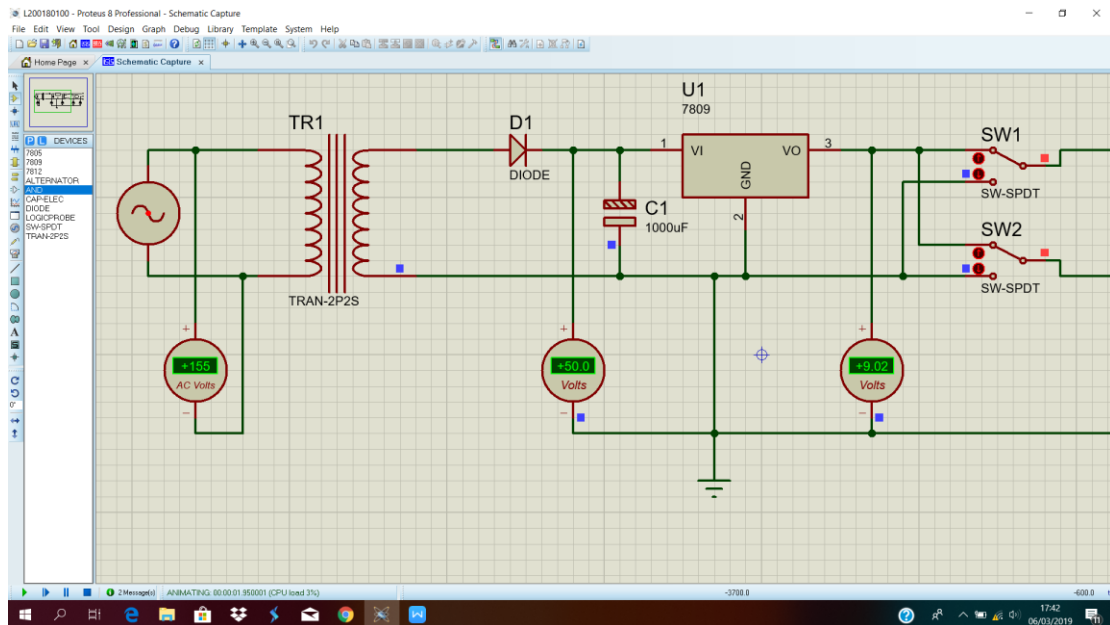 L200180100 - Proteus 8 Professional - Schematic Capture
File Edit View Tool Design Graph Debug Library Template System Help
Home Page × Schematic Capture ×
P L DEVICES
7805
7809
7812
ALTERNATOR
AND
CAP-ELEC
DIODE
LOGICPROBE
SW-SPDT
TRAN-2P2S
TR1
TRAN-2P2S
D1
DIODE
U1
7809
1 VI VO 3
GND
2
C1
1000uF
SW1
SW-SPDT
SW2
SW-SPDT
+155
AC Volts
+50.0
Volts
+9.02
Volts
2 Message(s) ANIMATING: 00:00:01.950001 (CPU load 3%) -3700.0 -600.0
17:42
06/03/2019